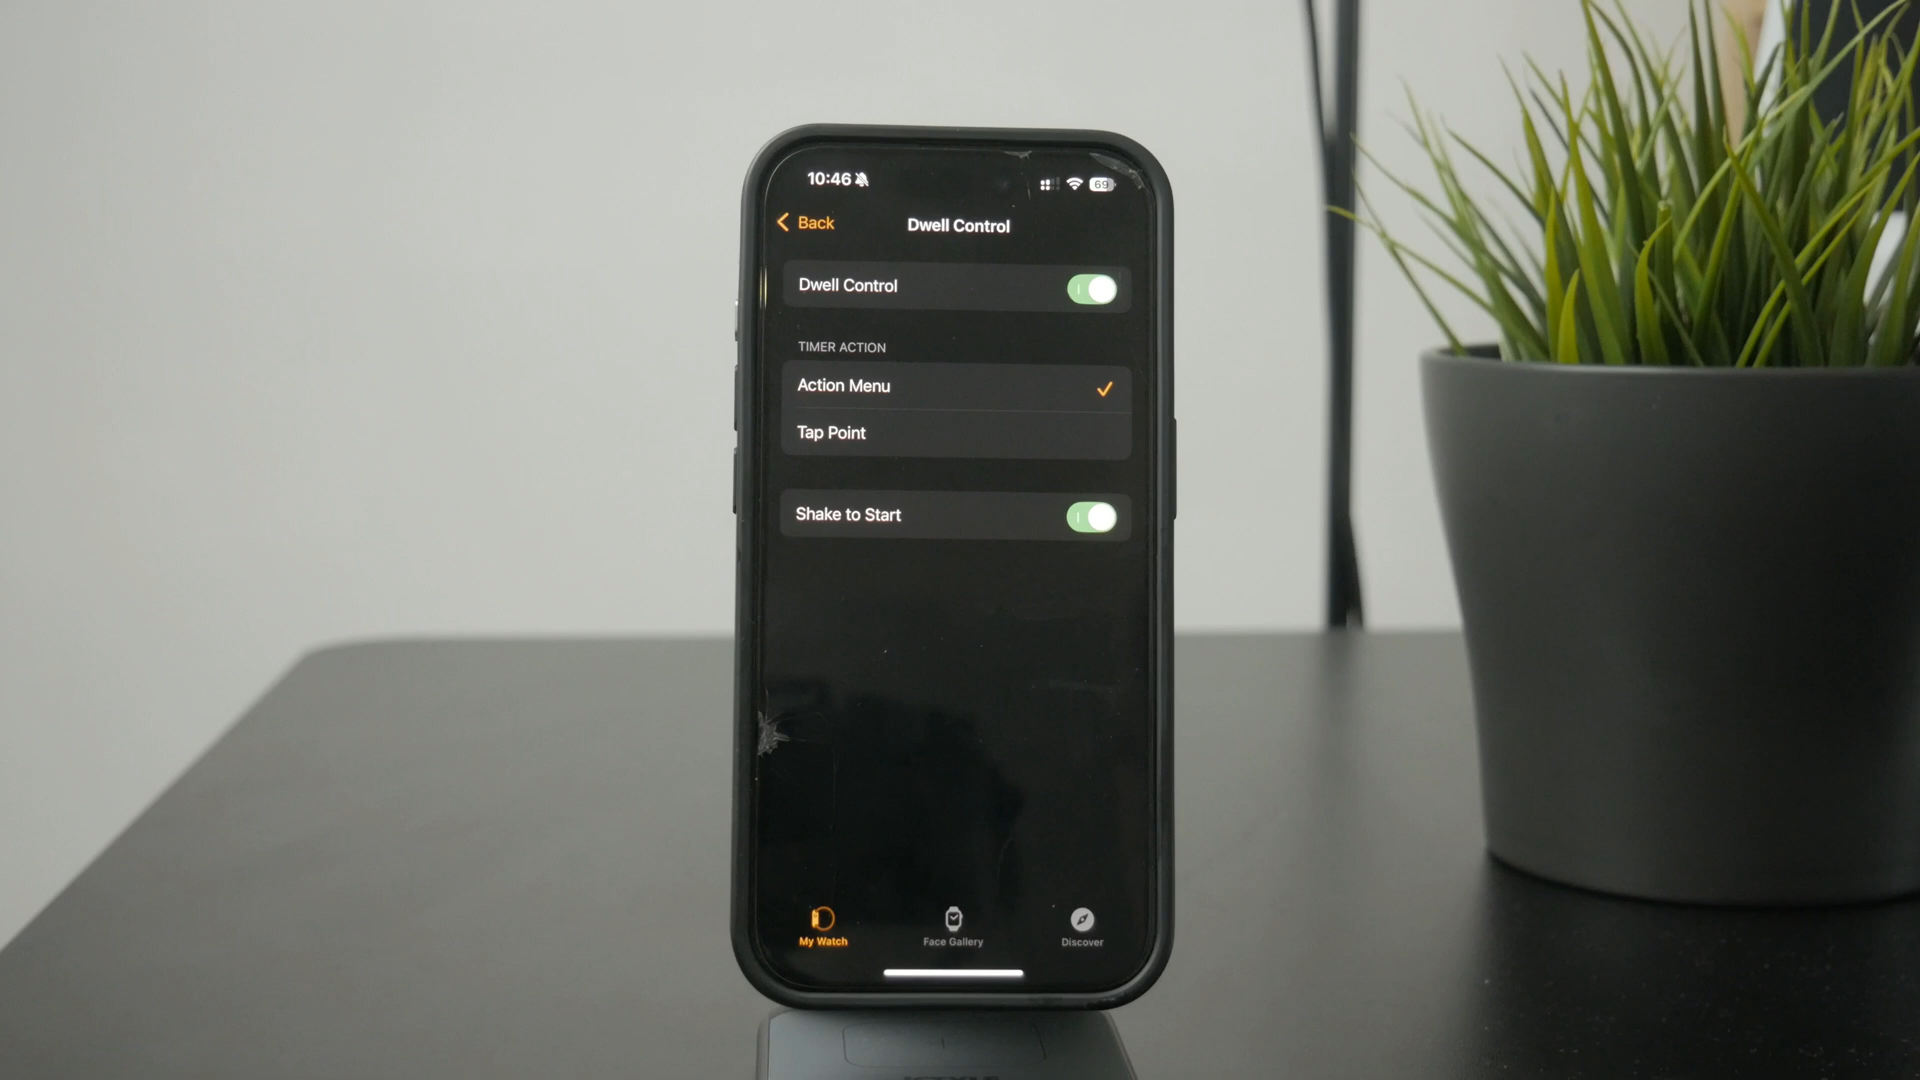 10:46
69
Back
Dwell Control
Dwell Control
TIMER ACTION
Action Menu
Tap Point
Shake to Start
My Watch
Face Gallery
Discover